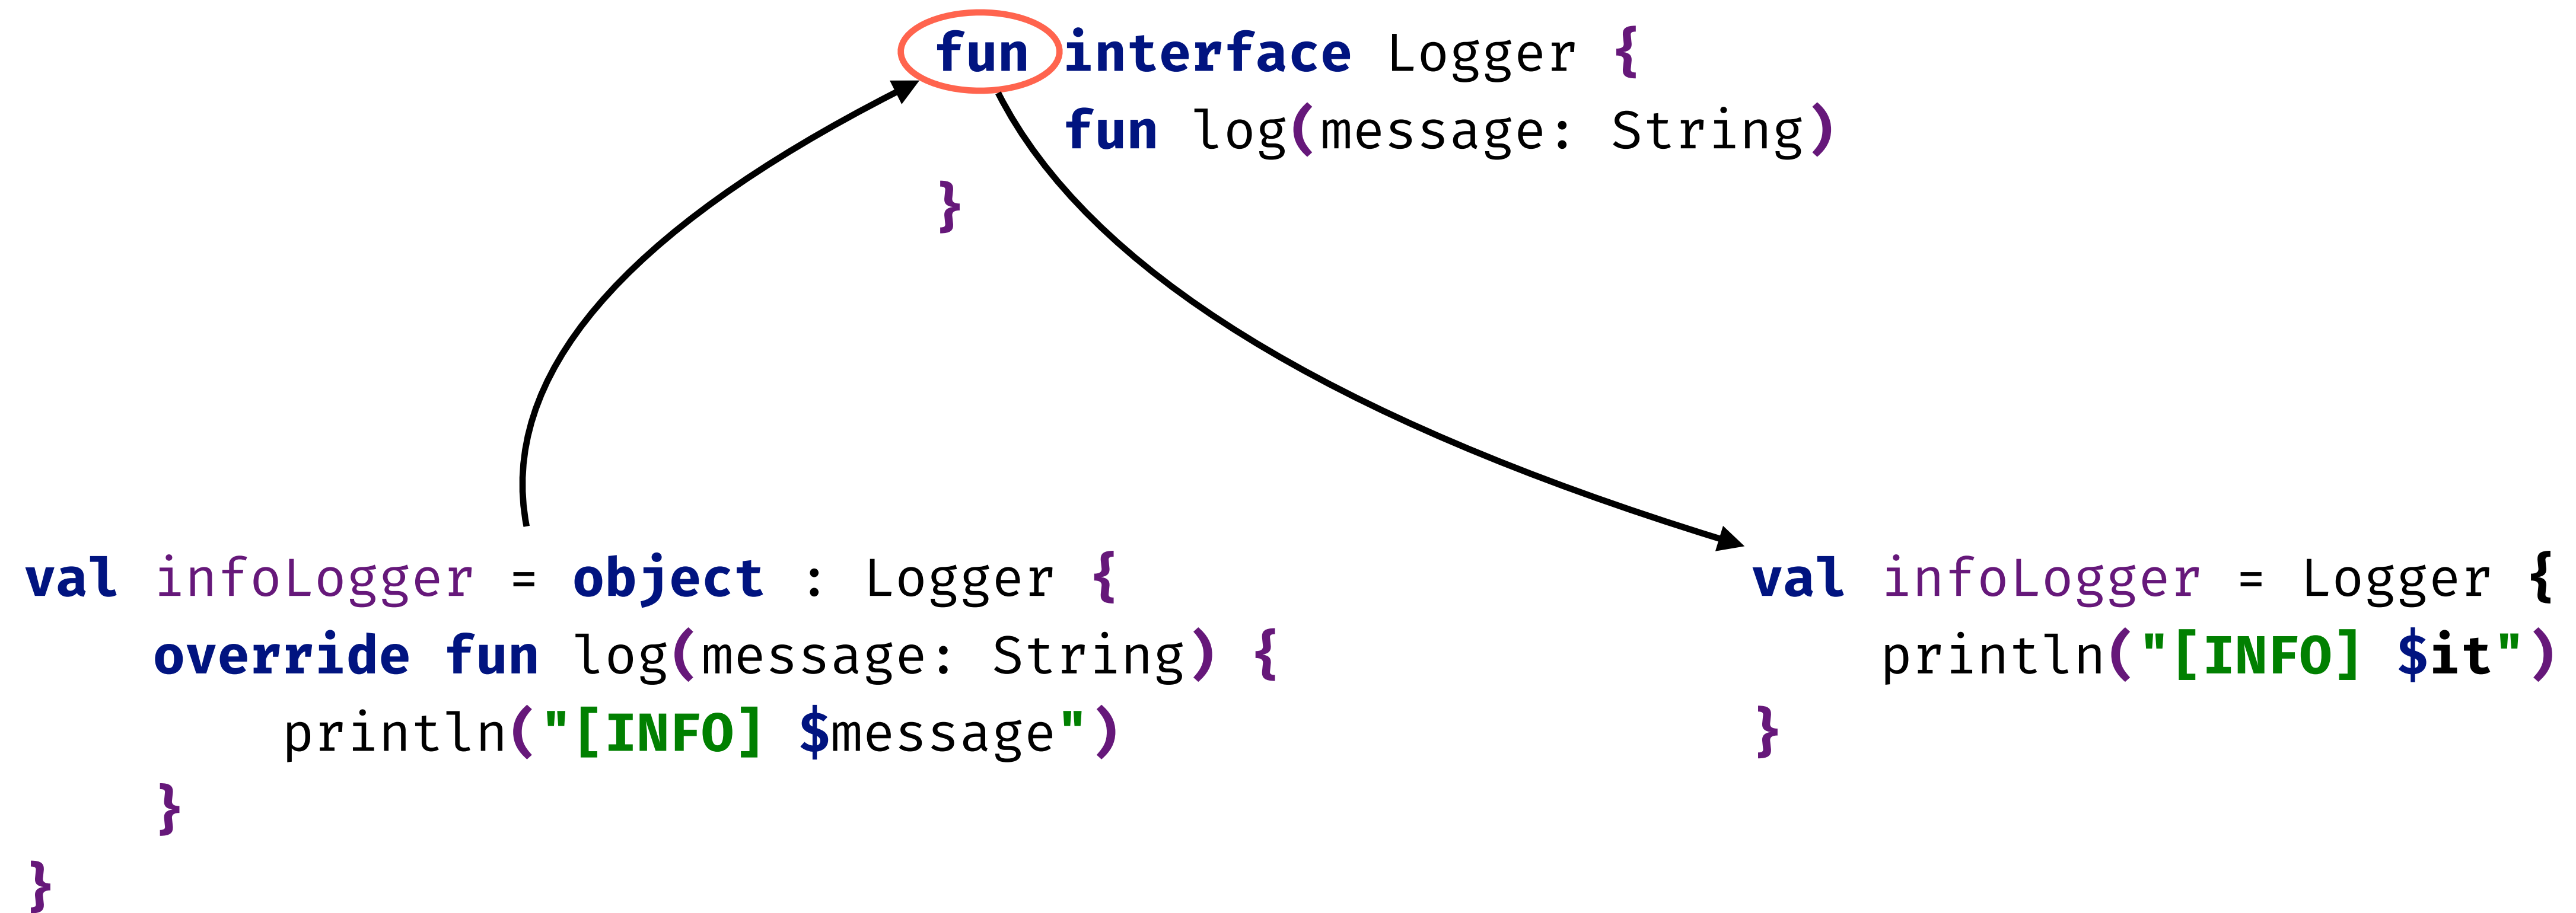 fun interface Logger {
    fun log(message: String)
}
val infoLogger = object : Logger {
    override fun log(message: String) {
        println("[INFO] $message")
    }
}
val infoLogger = Logger {
    println("[INFO] $it")
}